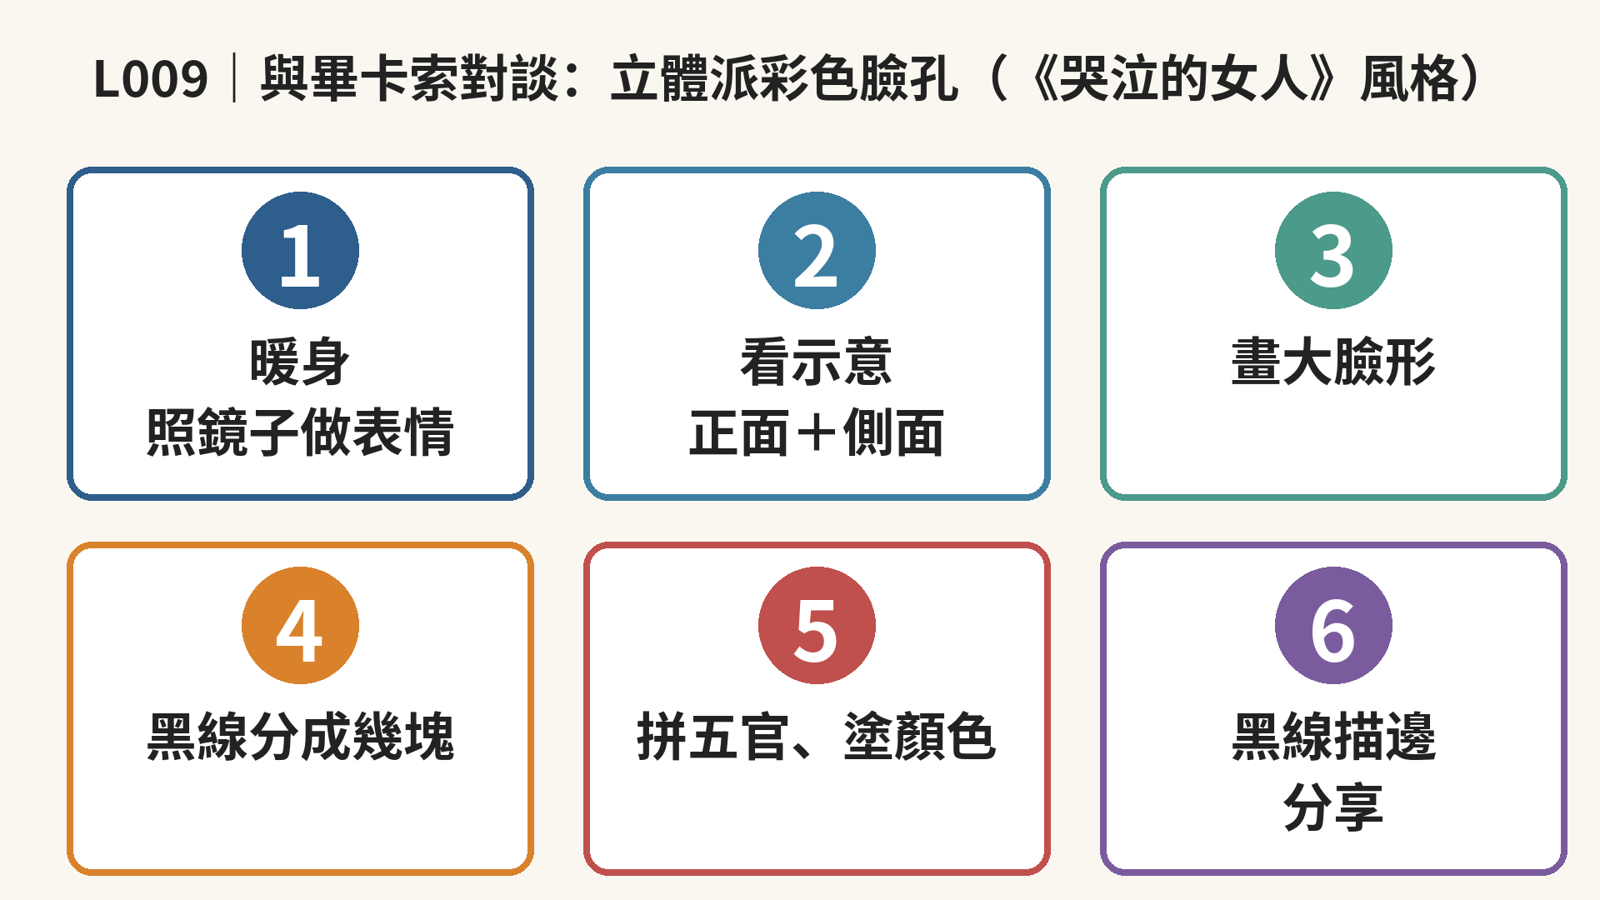 L009｜與畢卡索對談：立體派彩色臉孔（《哭泣的女人》風格）
1
暖身
照鏡子做表情
2
看示意
正面＋側面
3
畫大臉形
4
黑線分成幾塊
5
拼五官、塗顏色
6
黑線描邊
分享